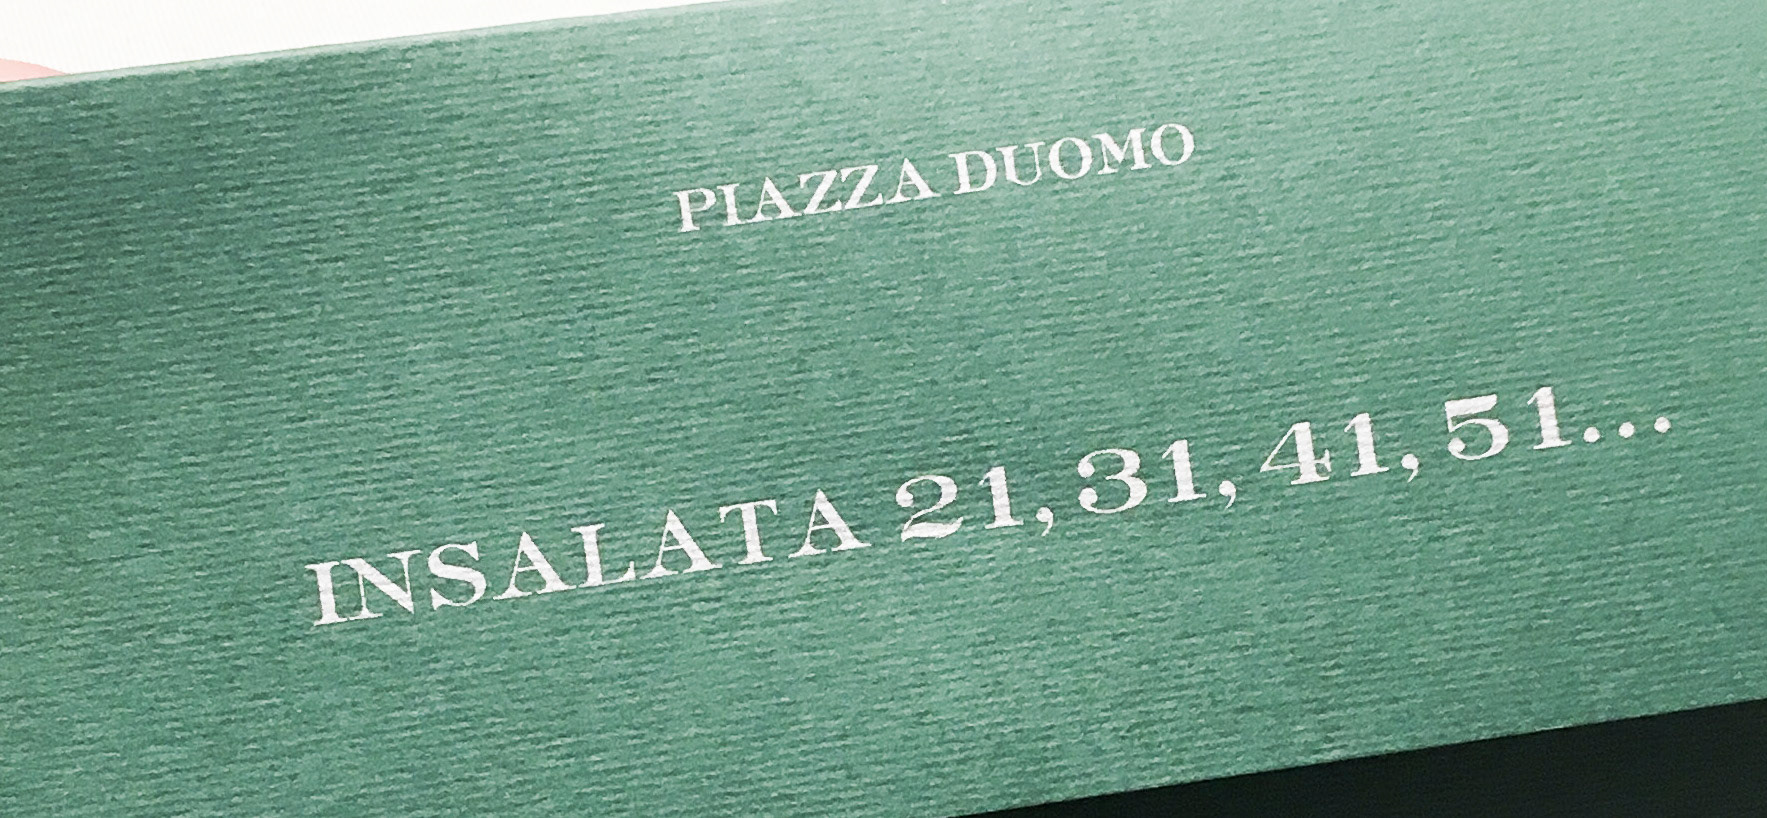 PIAZZA DUOMO
INSALATA 21, 31, 41, 51...